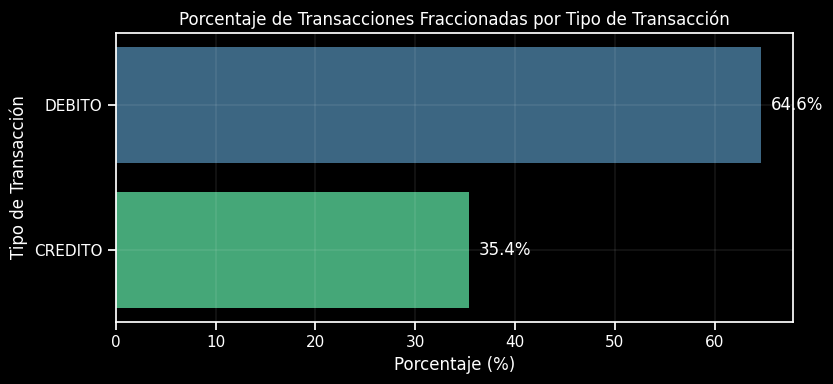 Porcentaje de Transacciones Fraccionadas por Tipo de Transacción
Tipo de Transacción
DEBITO
64.6%
CREDITO
35.4%
0 10 20 30 40 50 60
Porcentaje (%)